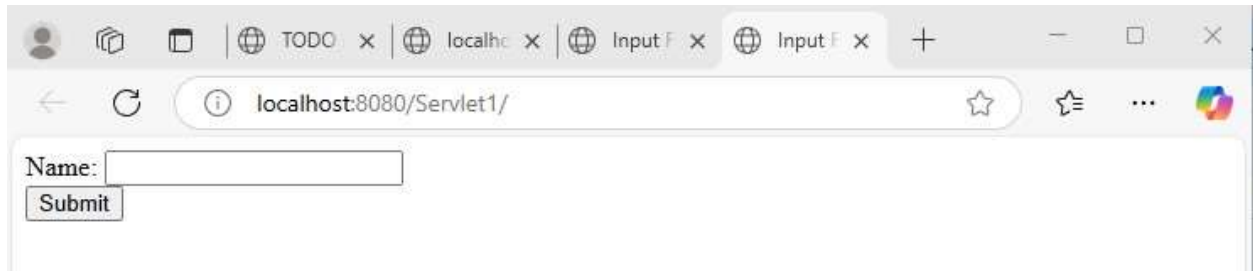 TODO localhc Input F Input F
localhost:8080/Servlet1/
Name:
Submit